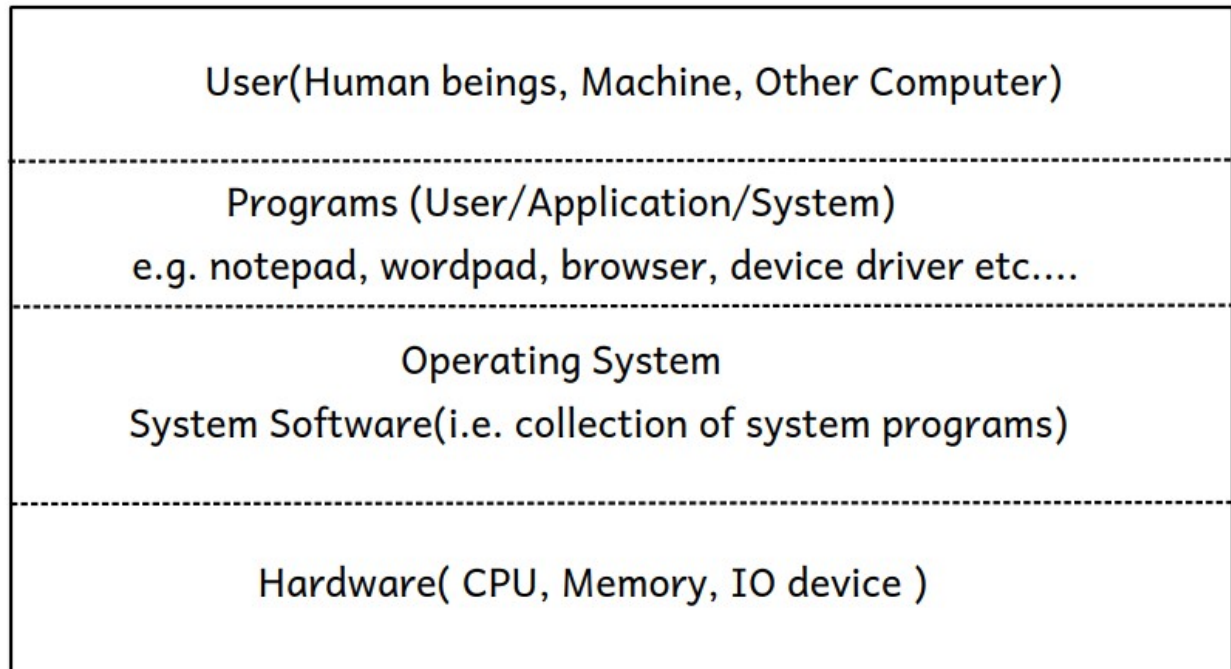 User(Human beings, Machine, Other Computer)
Programs (User/Application/System)
e.g. notepad, wordpad, browser, device driver etc....
Operating System
System Software(i.e. collection of system programs)
Hardware( CPU, Memory, IO device )